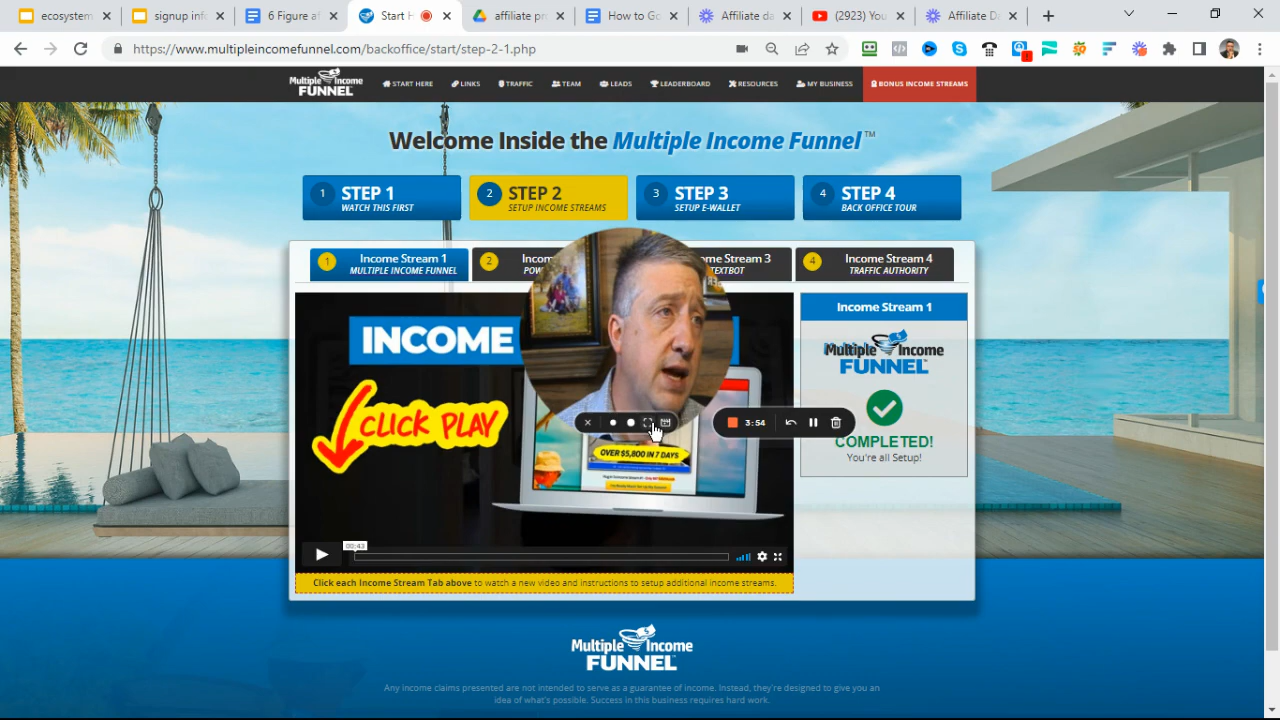 ecosystem
signup inf
6 Figure af
Start H
affiliate pr
How to Go
Affiliate da
(2923) You
Affiliate Da
https://www.multipleincomefunnel.com/backoffice/start/step-2-1.php
Multiple Income FUNNEL
START HERE
LINKS
TRAFFIC
TEAM
LEADS
LEADERBOARD
RESOURCES
MY BUSINESS
BONUS INCOME STREAMS
Welcome Inside the Multiple Income Funnel™
1 STEP 1
WATCH THIS FIRST
2 STEP 2
SETUP INCOME STREAMS
3 STEP 3
SETUP E-WALLET
4 STEP 4
BACK OFFICE TOUR
1 Income Stream 1
MULTIPLE INCOME FUNNEL
2 Incom
POW
e Stream 3
TEXTBOT
4 Income Stream 4
TRAFFIC AUTHORITY
INCOME
CLICK PLAY
OVER $5,800 IN 7 DAYS
3:54
00:43
Income Stream 1
Multiple Income
FUNNEL™
COMPLETED!
You're all Setup!
Click each Income Stream Tab above to watch a new video and instructions to setup additional income streams.
Multiple Income
FUNNEL™
Any income claims presented are not intended to serve as a guarantee of income. Instead, they're designed to give you an
idea of what's possible. Success in this business requires hard work.